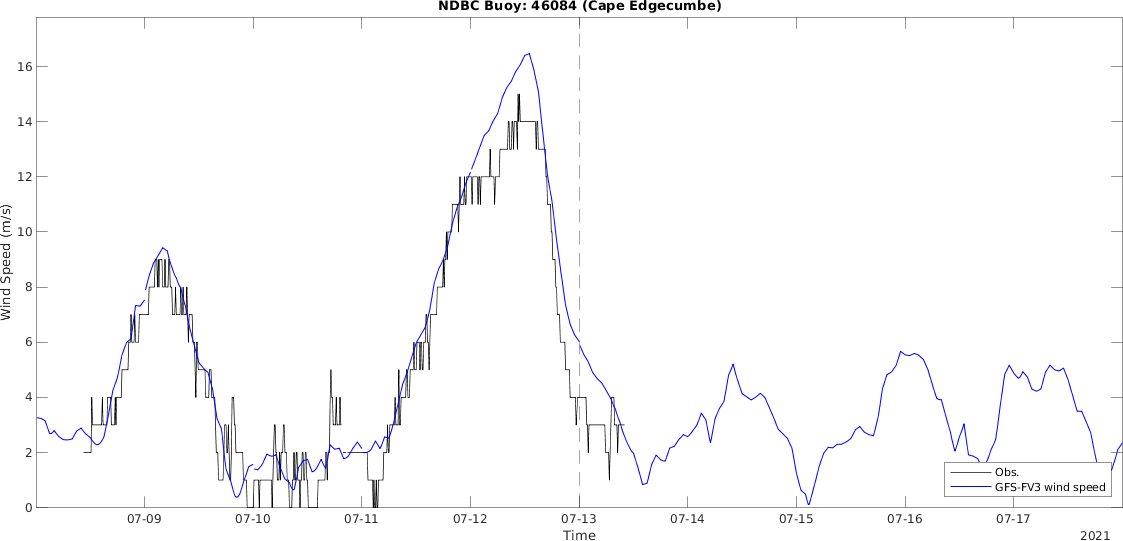 NDBC Buoy: 46084 (Cape Edgecumbe)
16
14
12
10
8
6
4
2
0
Wind Speed (m/s)
Obs.
GFS-FV3 wind speed
07-09 07-10 07-11 07-12 07-13 07-14 07-15 07-16 07-17
Time
2021